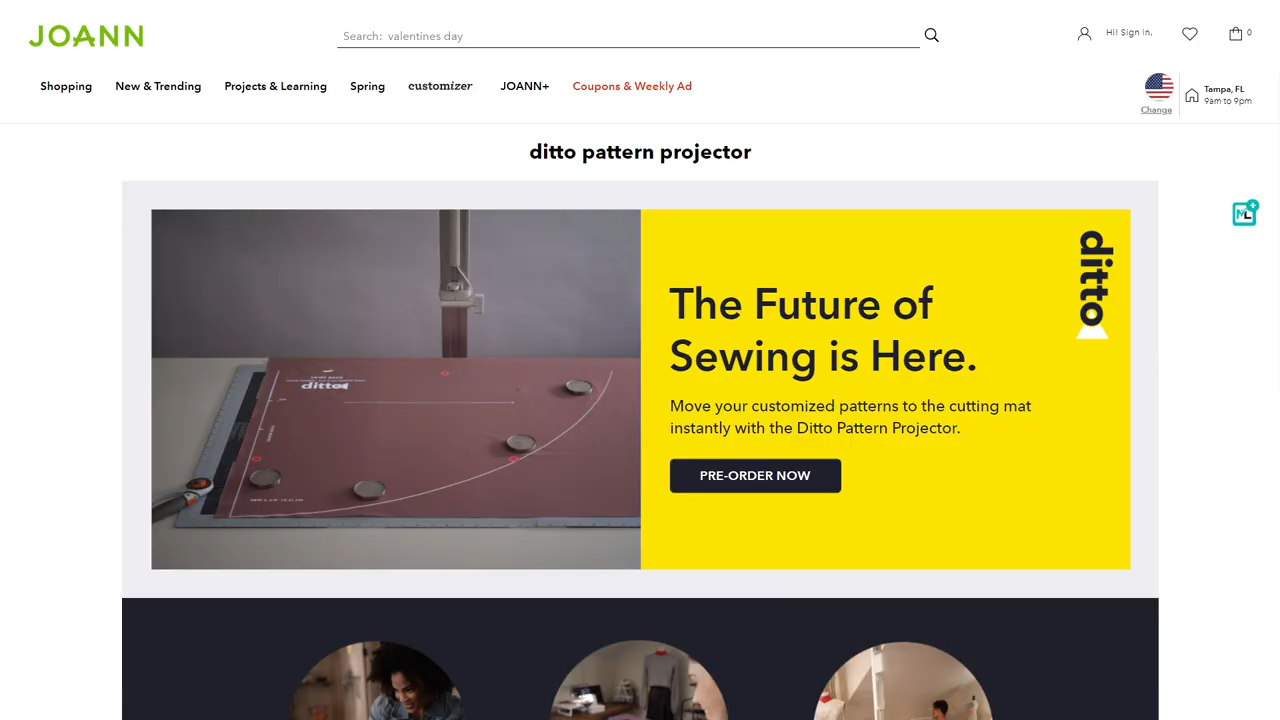 JOANN
Search: valentines day
Hi! Sign in.
0
Shopping
New & Trending
Projects & Learning
Spring
customizer
JOANN+
Coupons & Weekly Ad
Change
Tampa, FL
9am to 9pm
ditto pattern projector
ditto
ditto
The Future of
Sewing is Here.
Move your customized patterns to the cutting mat
instantly with the Ditto Pattern Projector.
PRE-ORDER NOW
ML